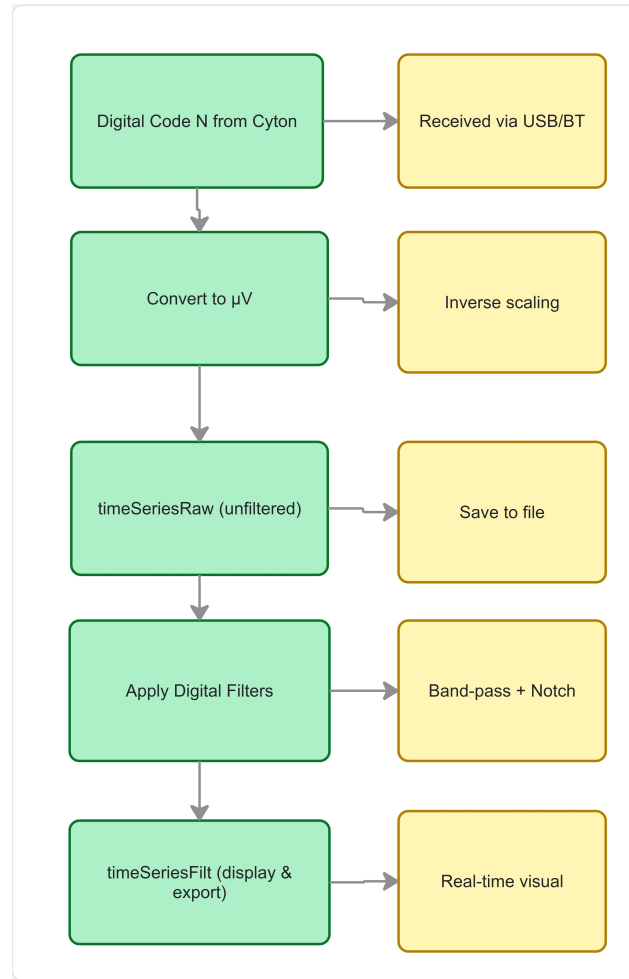 Digital Code N from Cyton
Received via USB/BT
Convert to µV
Inverse scaling
timeSeriesRaw (unfiltered)
Save to file
Apply Digital Filters
Band-pass + Notch
timeSeriesFilt (display &
export)
Real-time visual